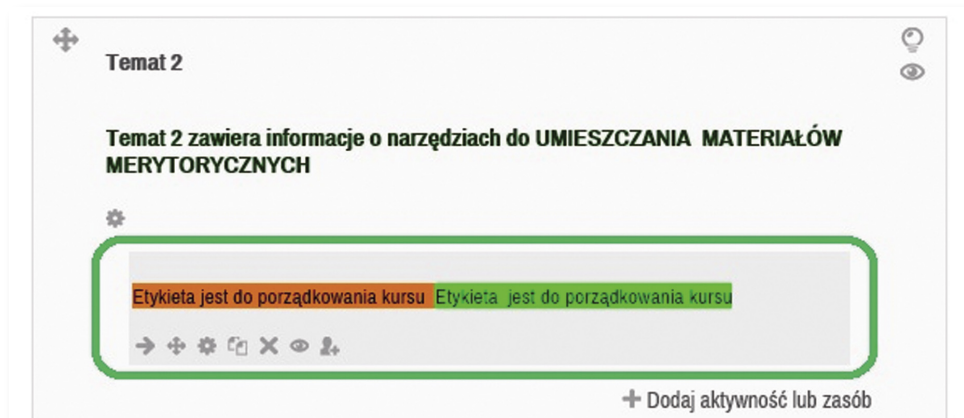 Temat 2
Temat 2 zawiera informacje o narzędziach do UMIESZCZANIA MATERIAŁÓW
MERYTORYCZNYCH
Etykieta jest do porządkowania kursu Etykieta jest do porządkowania kursu
Dodaj aktywność lub zasób